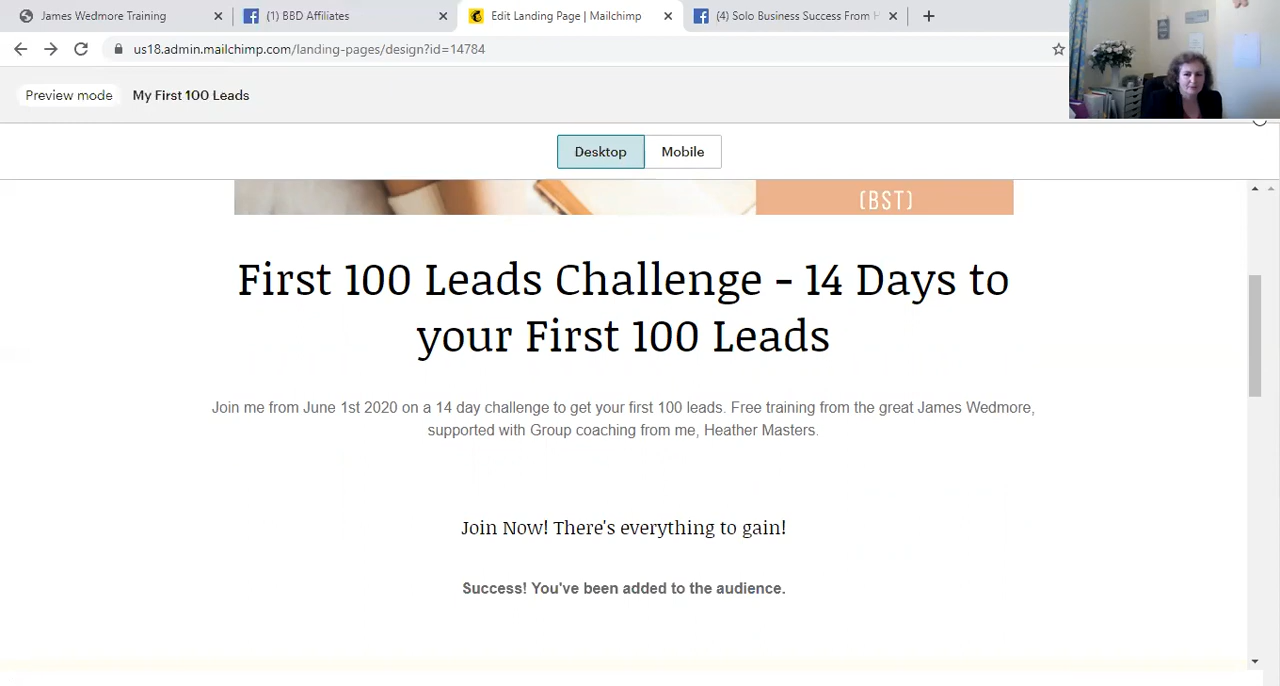 James Wedmore Training
(1) BBD Affiliates
Edit Landing Page | Mailchimp
(4) Solo Business Success From H
us18.admin.mailchimp.com/landing-pages/design?id=14784
Preview mode
My First 100 Leads
Desktop
Mobile
(BST)
First 100 Leads Challenge - 14 Days to
your First 100 Leads
Join me from June 1st 2020 on a 14 day challenge to get your first 100 leads. Free training from the great James Wedmore,
supported with Group coaching from me, Heather Masters.
Join Now! There's everything to gain!
Success! You've been added to the audience.